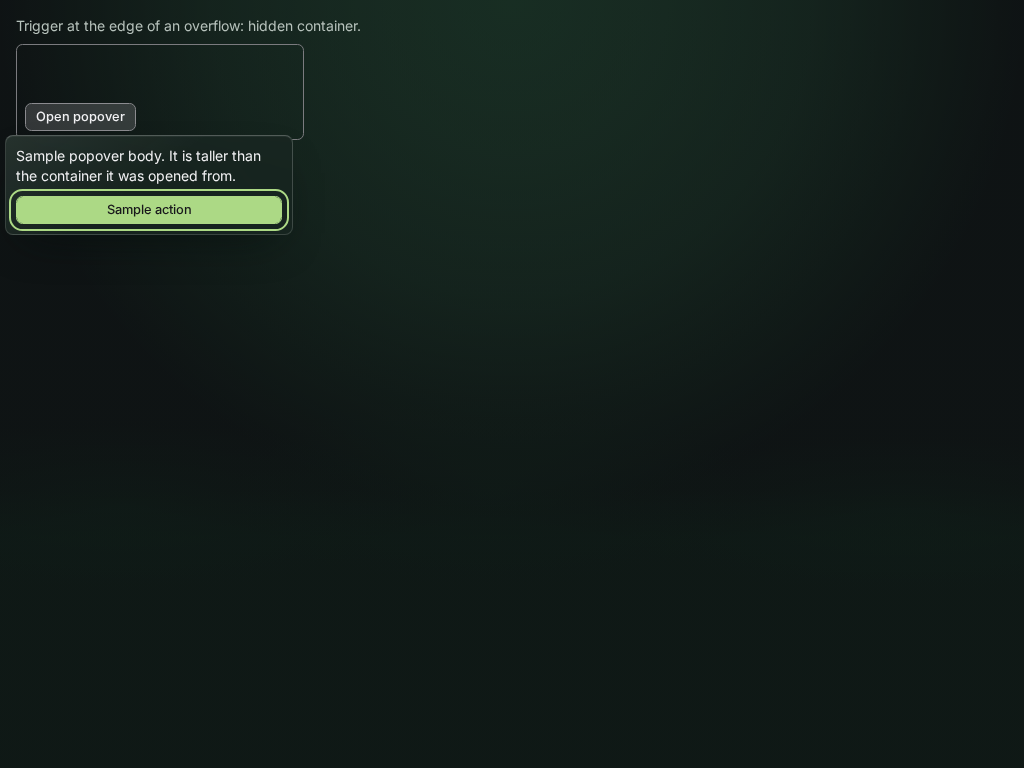 Trigger at the edge of an overflow: hidden container.
Open popover
Sample popover body. It is taller than
the container it was opened from.
Sample action